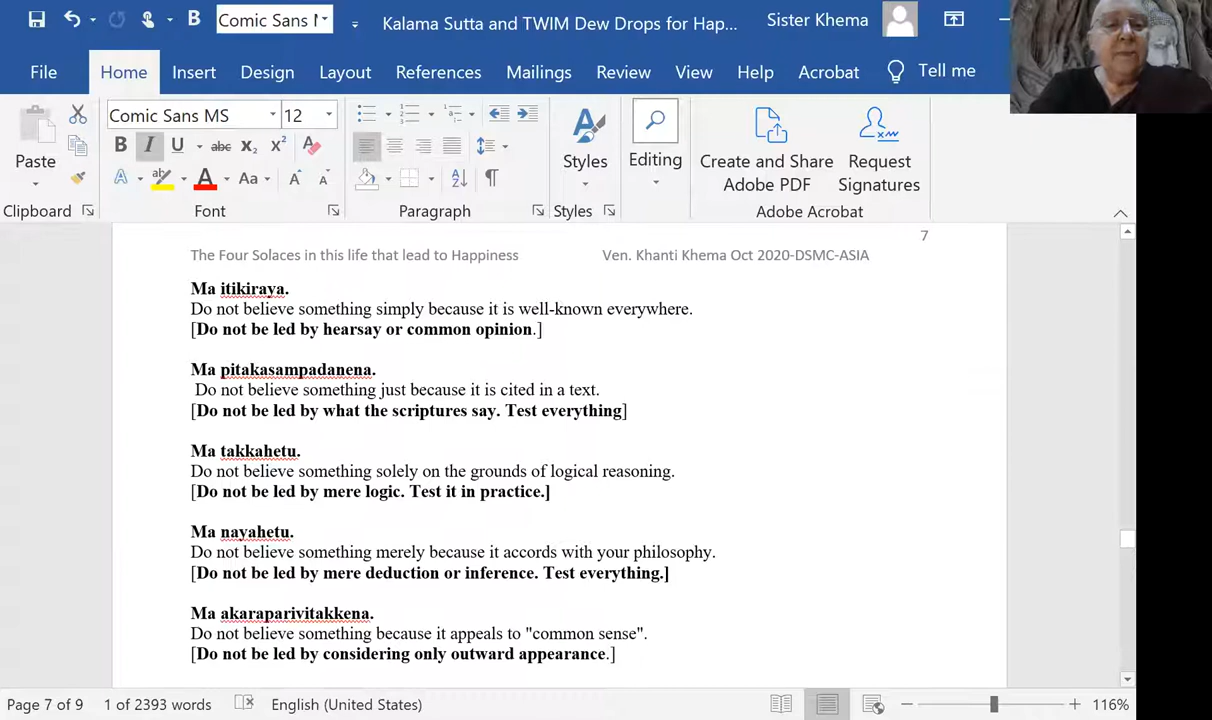 Comic Sans M
Kalama Sutta and TWIM Dew Drops for Hap...
Sister Khema
File
Home
Insert
Design
Layout
References
Mailings
Review
View
Help
Acrobat
Tell me
Comic Sans MS
12
Paste
Styles
Editing
Create and Share
Adobe PDF
Request
Signatures
Clipboard
Font
Paragraph
Styles
Adobe Acrobat
7
The Four Solaces in this life that lead to Happiness Ven. Khanti Khema Oct 2020-DSMC-ASIA
Ma itikiraya.
Do not believe something simply because it is well-known everywhere.
[Do not be led by hearsay or common opinion.]
Ma pitakasampadanena.
Do not believe something just because it is cited in a text.
[Do not be led by what the scriptures say. Test everything]
Ma takkahetu.
Do not believe something solely on the grounds of logical reasoning.
[Do not be led by mere logic. Test it in practice.]
Ma nayahetu.
Do not believe something merely because it accords with your philosophy.
[Do not be led by mere deduction or inference. Test everything.]
Ma akaraparivitakkena.
Do not believe something because it appeals to "common sense".
[Do not be led by considering only outward appearance.]
Page 7 of 9 1 of 2393 words English (United States) 116%